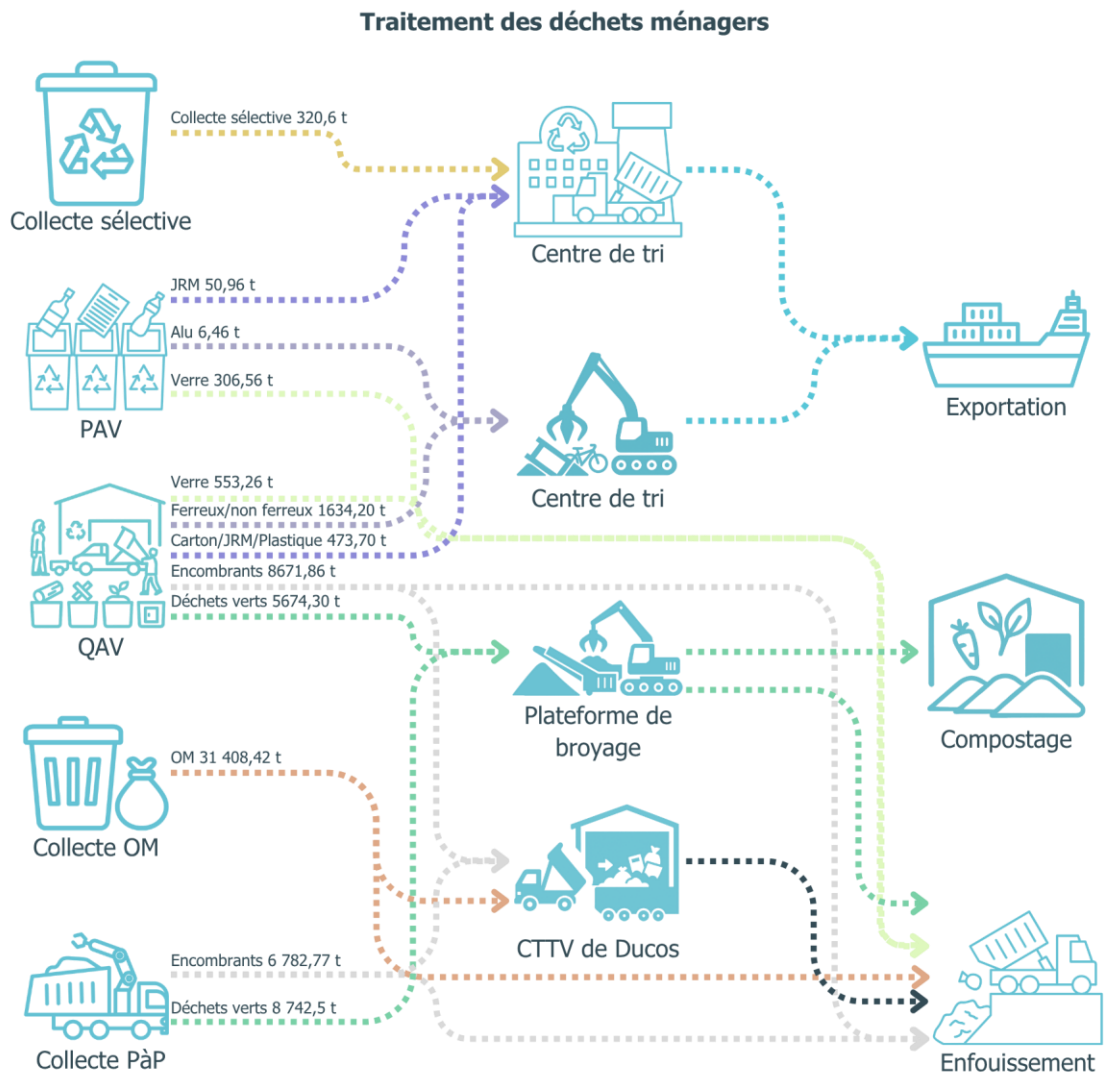 Traitement des déchets ménagers
Collecte sélective 320,6 t
Collecte sélective
Centre de tri
JRM 50,96 t
Alu 6,46 t
Verre 306,56 t
PAV
Exportation
Centre de tri
Verre 553,26 t
Ferreux/non ferreux 1634,20 t
Carton/JRM/Plastique 473,70 t
Encombrants 8671,86 t
Déchets verts 5674,30 t
QAV
Plateforme de
broyage
Compostage
OM 31 408,42 t
Collecte OM
CTTV de Ducos
Encombrants 6 782,77 t
Déchets verts 8 742,5 t
Collecte PàP
Enfouissement